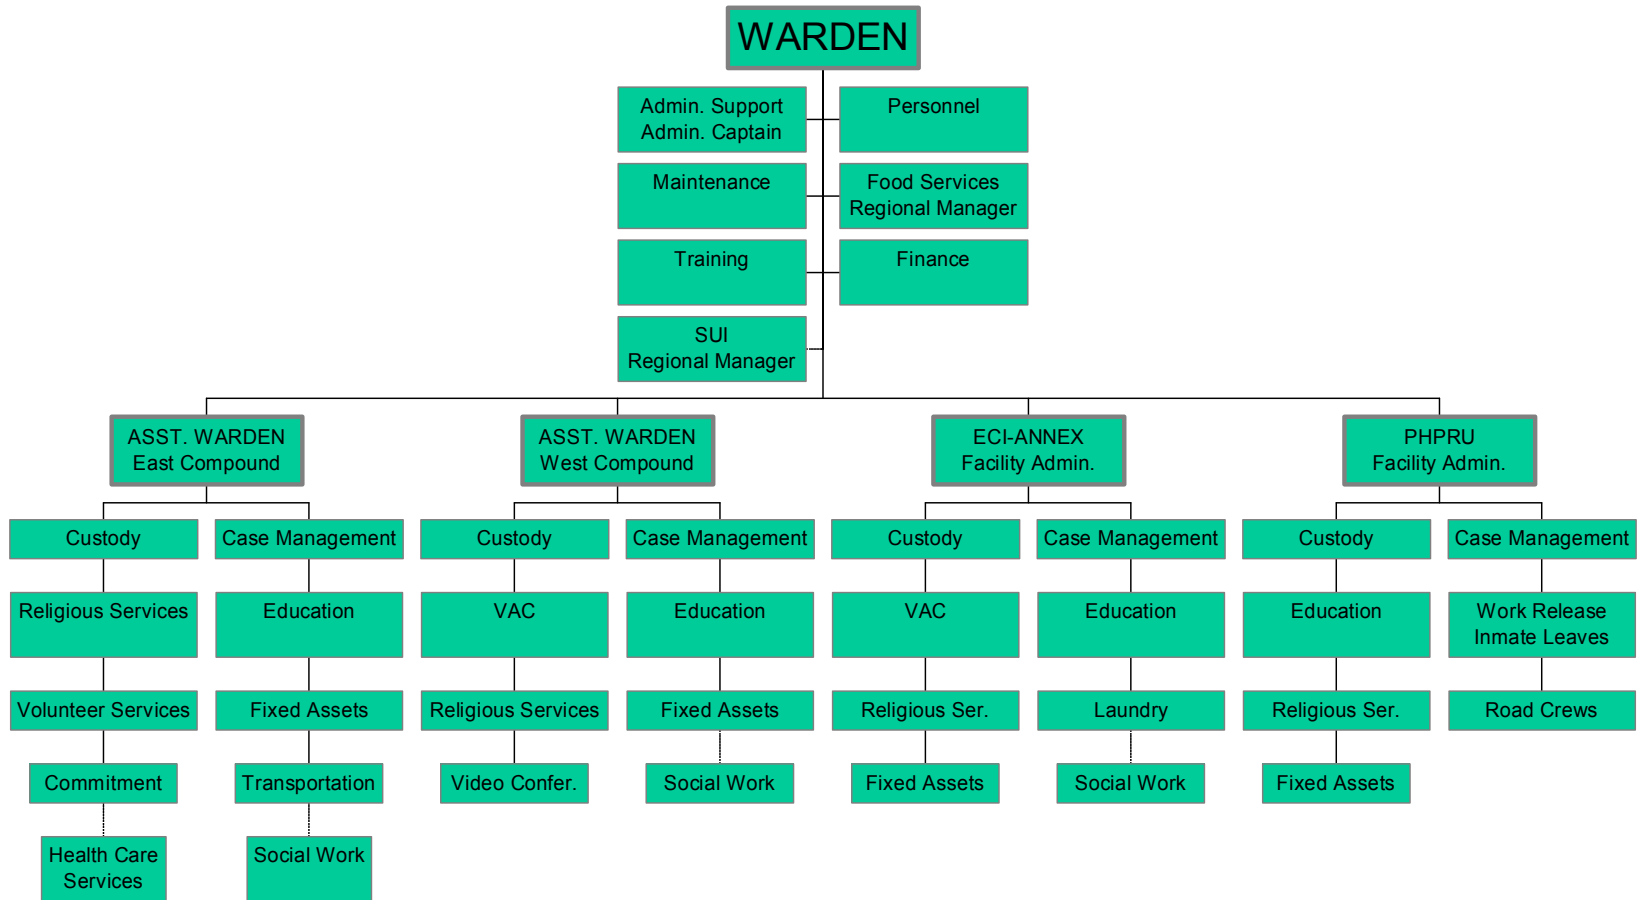 WARDEN
Admin. Support
Admin. Captain
Personnel
Maintenance
Food Services
Regional Manager
Training
Finance
SUI
Regional Manager
ASST. WARDEN
East Compound
ASST. WARDEN
West Compound
ECI-ANNEX
Facility Admin.
PHPRU
Facility Admin.
Custody
Case Management
Custody
Case Management
Custody
Case Management
Custody
Case Management
Religious Services
Education
VAC
Education
VAC
Education
Education
Work Release
Inmate Leaves
Volunteer Services
Fixed Assets
Religious Services
Fixed Assets
Religious Ser.
Laundry
Religious Ser.
Road Crews
Commitment
Transportation
Video Confer.
Social Work
Fixed Assets
Social Work
Fixed Assets
Health Care
Services
Social Work